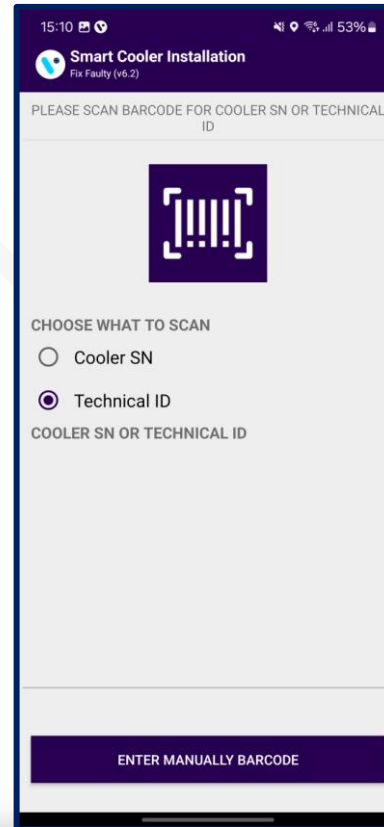 15:10 53%
Smart Cooler Installation
Fix Faulty (v6.2)
PLEASE SCAN BARCODE FOR COOLER SN OR TECHNICAL
ID
CHOOSE WHAT TO SCAN
Cooler SN
Technical ID
COOLER SN OR TECHNICAL ID
ENTER MANUALLY BARCODE